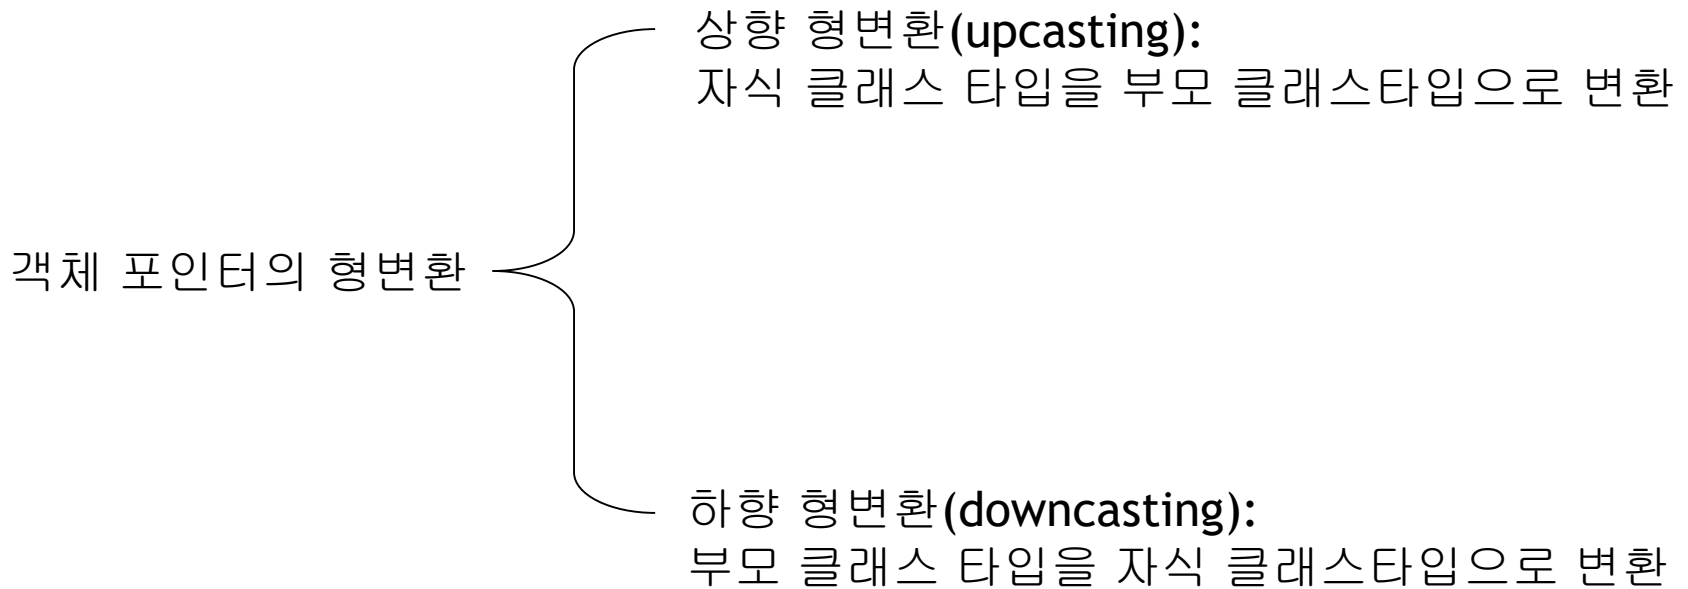 상향 형변환(upcasting):
자식 클래스 타입을 부모 클래스타입으로 변환
객체 포인터의 형변환
하향 형변환(downcasting):
부모 클래스 타입을 자식 클래스타입으로 변환